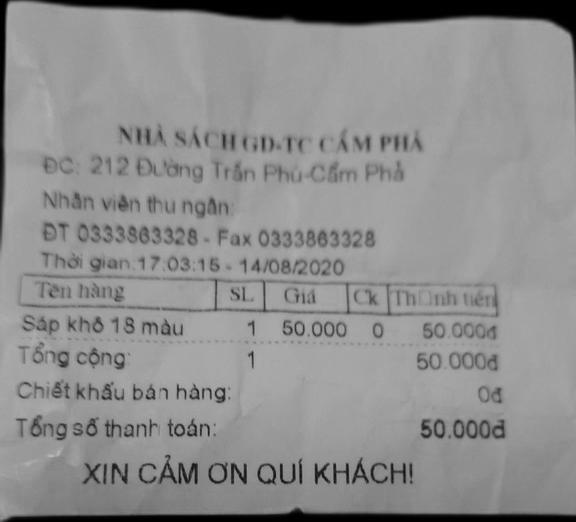 NHÀ SÁCH GD-TC CẨM PHẢ
ĐC: 212 Đường Trần Phú-Cẩm Phả
Nhân viên thu ngân:
ĐT 0333863328 - Fax 0333863328
Thời gian:17:03:15 - 14/08/2020
Tên hàng SL Giá Ck Th□nh tiền
Sáp khô 18 màu 1 50.000 0 50.000đ
Tổng cộng: 1 50.000đ
Chiết khấu bán hàng: 0đ
Tổng số thanh toán: 50.000đ
XIN CẢM ƠN QUÍ KHÁCH!